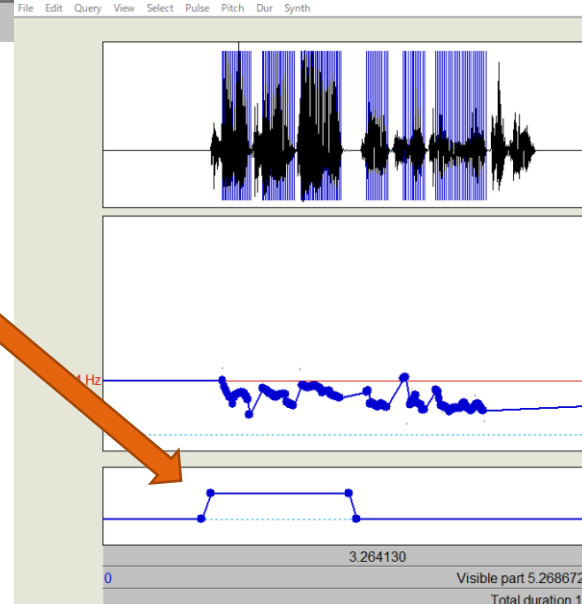 File Edit Query View Select Pulse Pitch Dur Synth
Hz
3.264130
0 Visible part 5.268672
Total duration 1